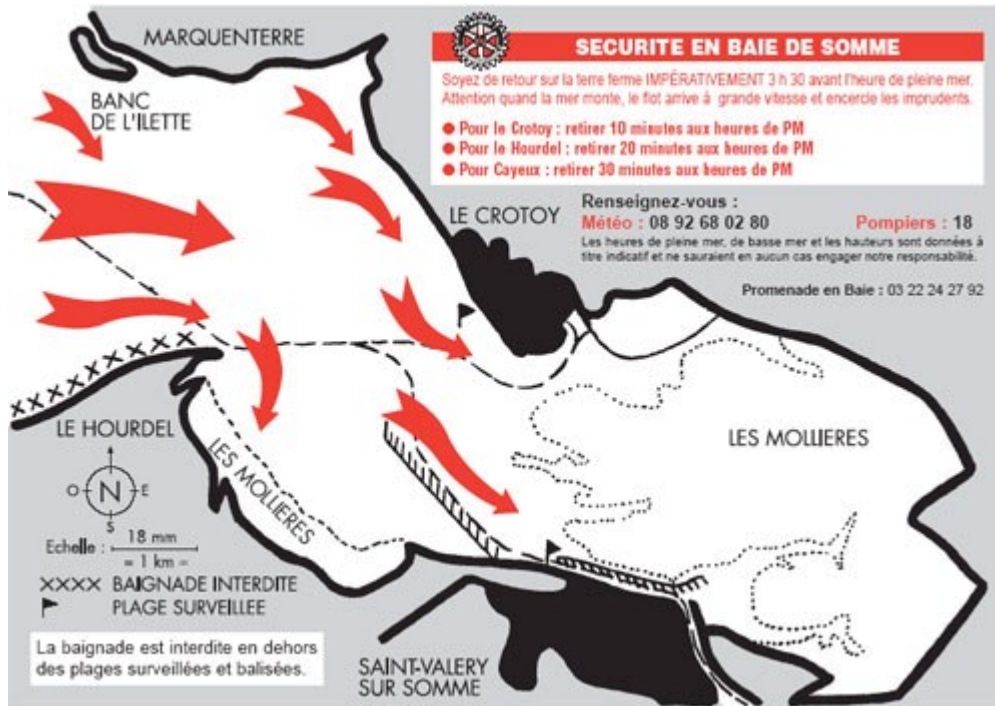 MARQUENTERRE
BANC
DE L'ILETTE
SECURITE EN BAIE DE SOMME
Soyez de retour sur la terre ferme IMPÉRATIVEMENT 3 h 30 avant l'heure de pleine mer.
Attention quand la mer monte, le flot arrive à grande vitesse et encercle les imprudents.
● Pour le Crotoy : retirer 10 minutes aux heures de PM
● Pour le Hourdel : retirer 20 minutes aux heures de PM
● Pour Cayeux : retirer 30 minutes aux heures de PM
LE CROTOY
Renseignez-vous :
Météo : 08 92 68 02 80 Pompiers : 18
Les heures de pleine mer, de basse mer et les hauteurs sont données à
titre indicatif et ne sauraient en aucun cas engager notre responsabilité.
Promenade en Baie : 03 22 24 27 92
LE HOURDEL
LES MOLLIERES
LES MOLLIERES
N
O
E
S
Echelle : 18 mm
= 1 km =
XXXX BAIGNADE INTERDITE
PLAGE SURVEILLEE
La baignade est interdite en dehors
des plages surveillées et balisées.
SAINT-VALERY
SUR SOMME